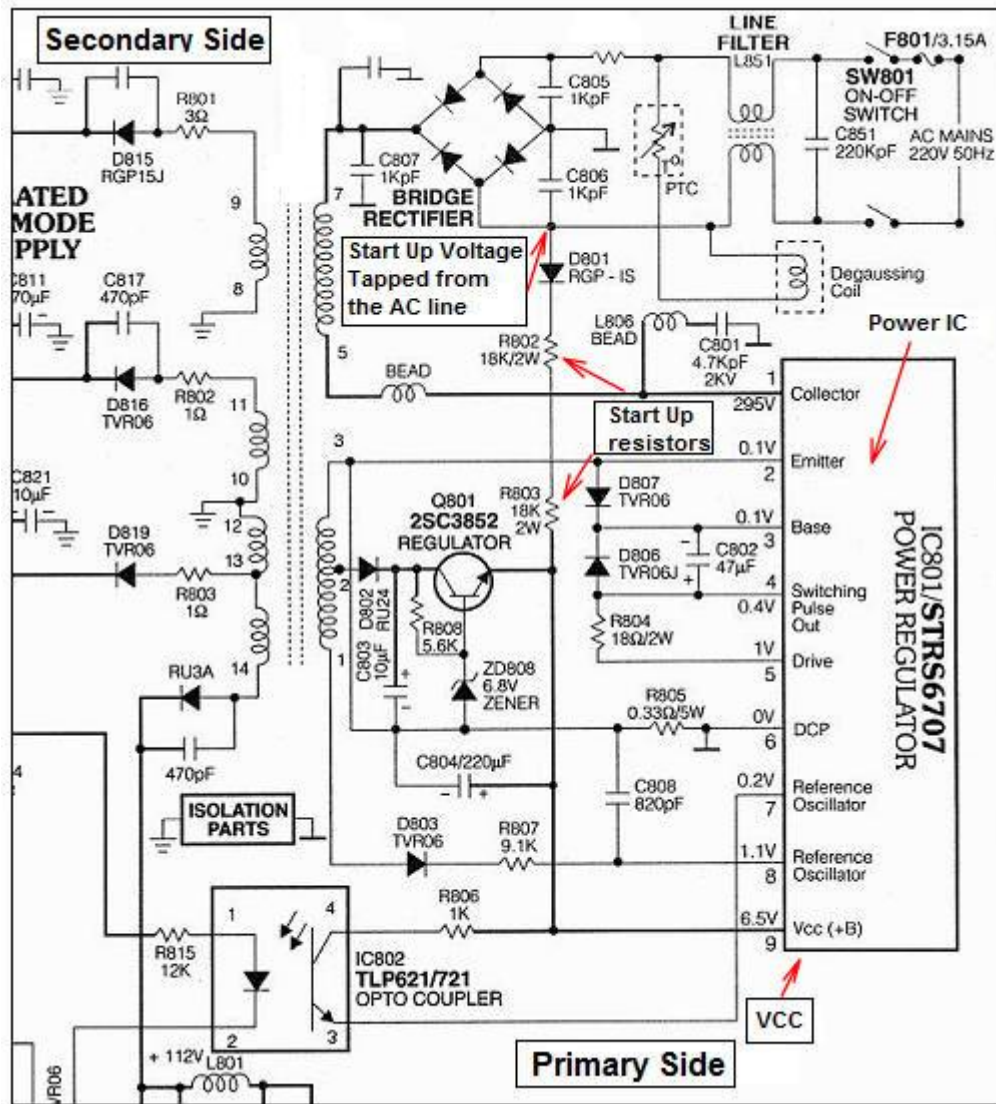 Secondary Side
LINE
FILTER
L851
F801/3.15A
SW801
ON-OFF
SWITCH
C851
220KpF
AC MAINS
220V 50Hz
C805
1KpF
R801
3Ω
D815
RGP15J
9
8
7
C807
1KpF
BRIDGE
RECTIFIER
C806
1KpF
T°
PTC
LATED
MODE
PPLY
Start Up Voltage
Tapped from
the AC line
D801
RGP - IS
Degaussing
Coil
C811
70μF
C817
470pF
R802
18K/2W
L806
BEAD
C801
4.7KpF
2KV
Power IC
5
BEAD
D816
TVR06
R802
1Ω
11
10
Start Up
resistors
1
295V
Collector
3
0.1V
2
Emitter
C821
10μF
12
13
D819
TVR06
R803
1Ω
Q801
2SC3852
REGULATOR
R803
18K
2W
D807
TVR06
0.1V
3
Base
D806
TVR06J
C802
47μF
4
0.4V
Switching
Pulse
Out
2
D802
RU24
R808
5.6K
C803
10μF
R804
18Ω/2W
1V
5
Drive
1
14
RU3A
470pF
ZD808
6.8V
ZENER
R805
0.33Ω/5W
0V
6
DCP
IC801/STRS6707
POWER REGULATOR
C804/220μF
C808
820pF
0.2V
7
Reference
Oscillator
ISOLATION
PARTS
D803
TVR06
R807
9.1K
1.1V
8
Reference
Oscillator
R806
1K
6.5V
9
Vcc (+B)
1
4
R815
12K
IC802
TLP621/721
OPTO COUPLER
2
3
VCC
+ 112V
L801
VR06
Primary Side